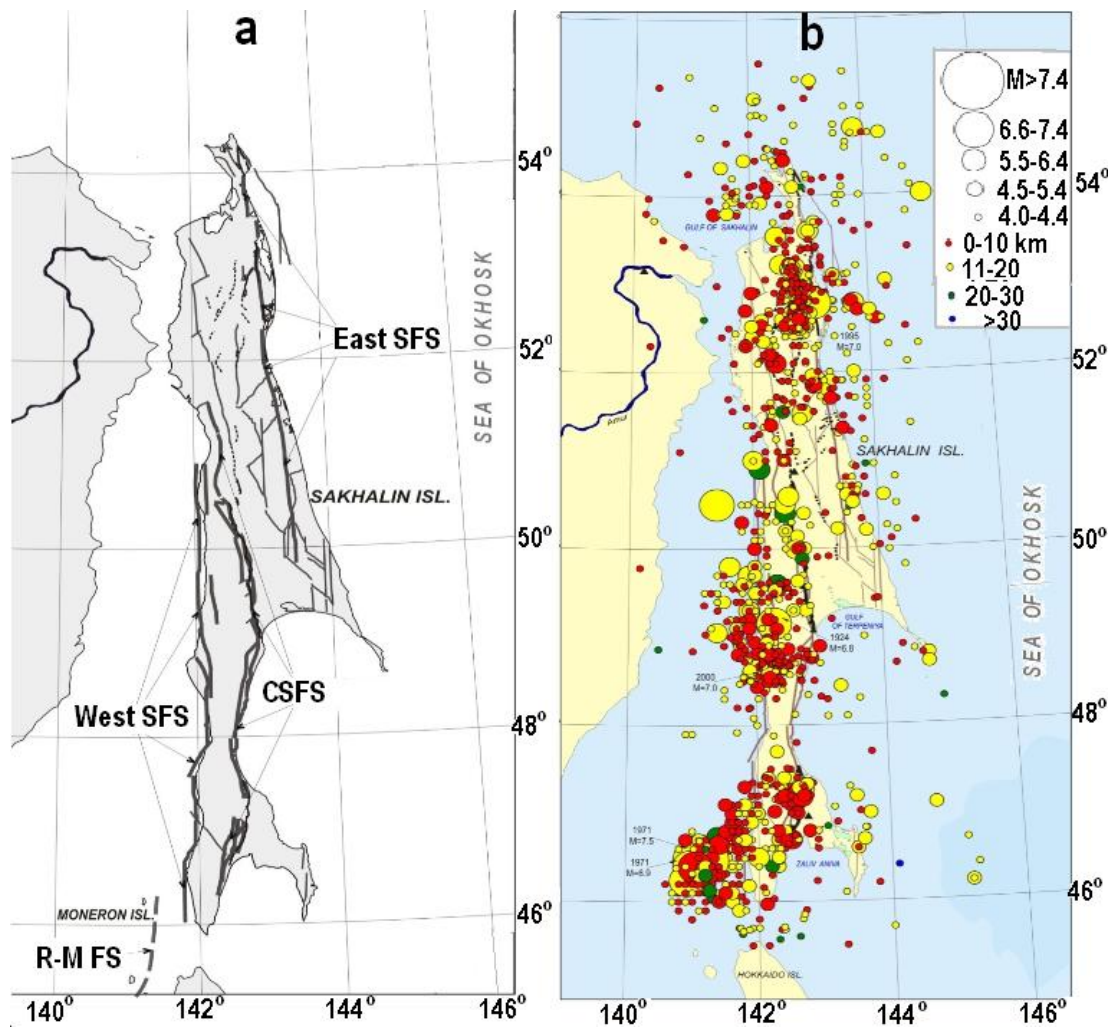 a
54°
52°
50°
48°
46°
140°
142°
144°
146°
SEA OF OKHOSK
East SFS
SAKHALIN ISL.
West SFS
CSFS
MONERON ISL.
R-M FS
D
D
b
M>7.4
6.6-7.4
5.5-6.4
4.5-5.4
4.0-4.4
0-10 km
11-20
20-30
>30
54°
52°
50°
48°
46°
140°
142°
144°
146°
GULF OF SAKHALIN
1995
M=7.0
Amur
SAKHALIN ISL.
SEA OF OKHOSK
GULF
OF TERPENIYA
1924
M=6.8
2000
M=7.0
1971
M=7.5
1971
M=6.9
ZALIV ANIVA
HOKKAIDO ISL.